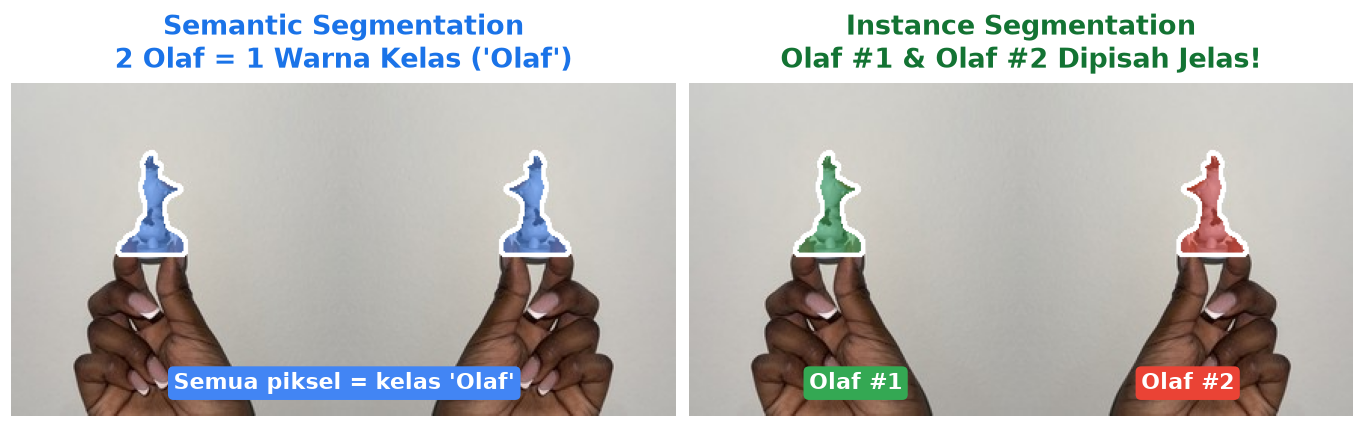 Semantic Segmentation
2 Olaf = 1 Warna Kelas ('Olaf')
Semua piksel = kelas 'Olaf'
Instance Segmentation
Olaf #1 & Olaf #2 Dipisah Jelas!
Olaf #1
Olaf #2